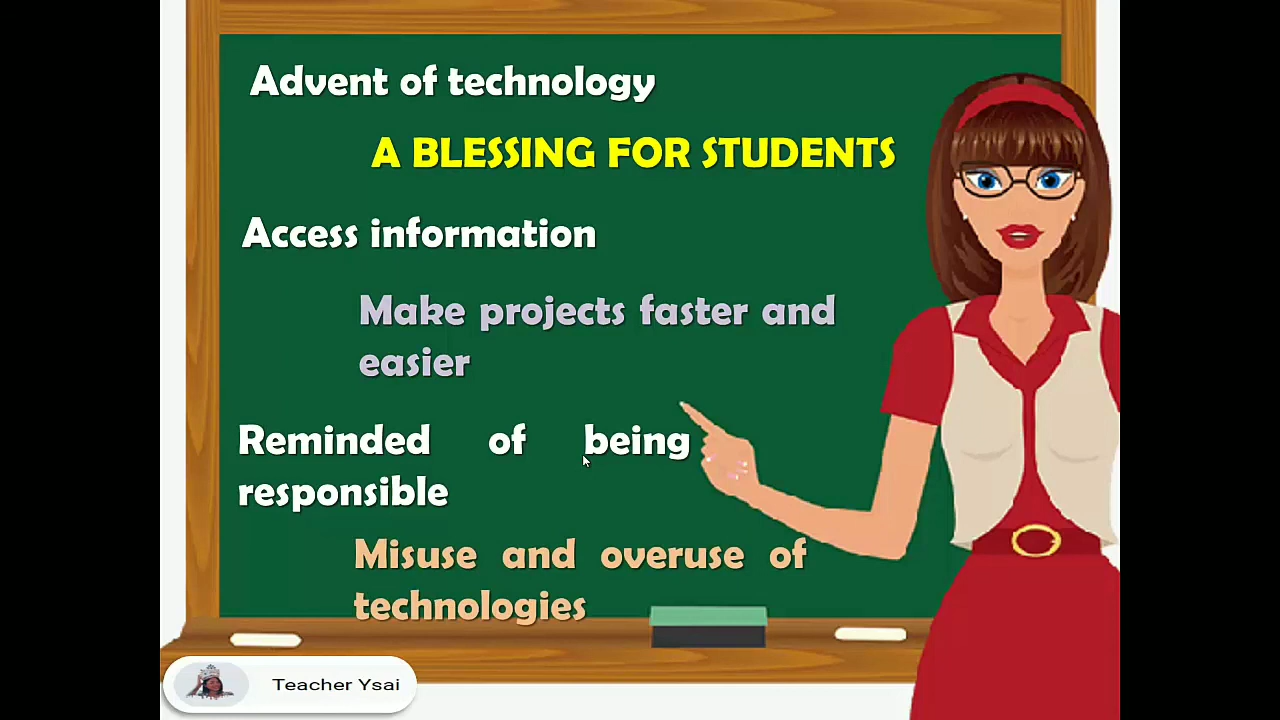 Advent of technology
A BLESSING FOR STUDENTS
Access information
Make projects faster and
easier
Reminded of being
responsible
Misuse and overuse of
technologies
Teacher Ysai